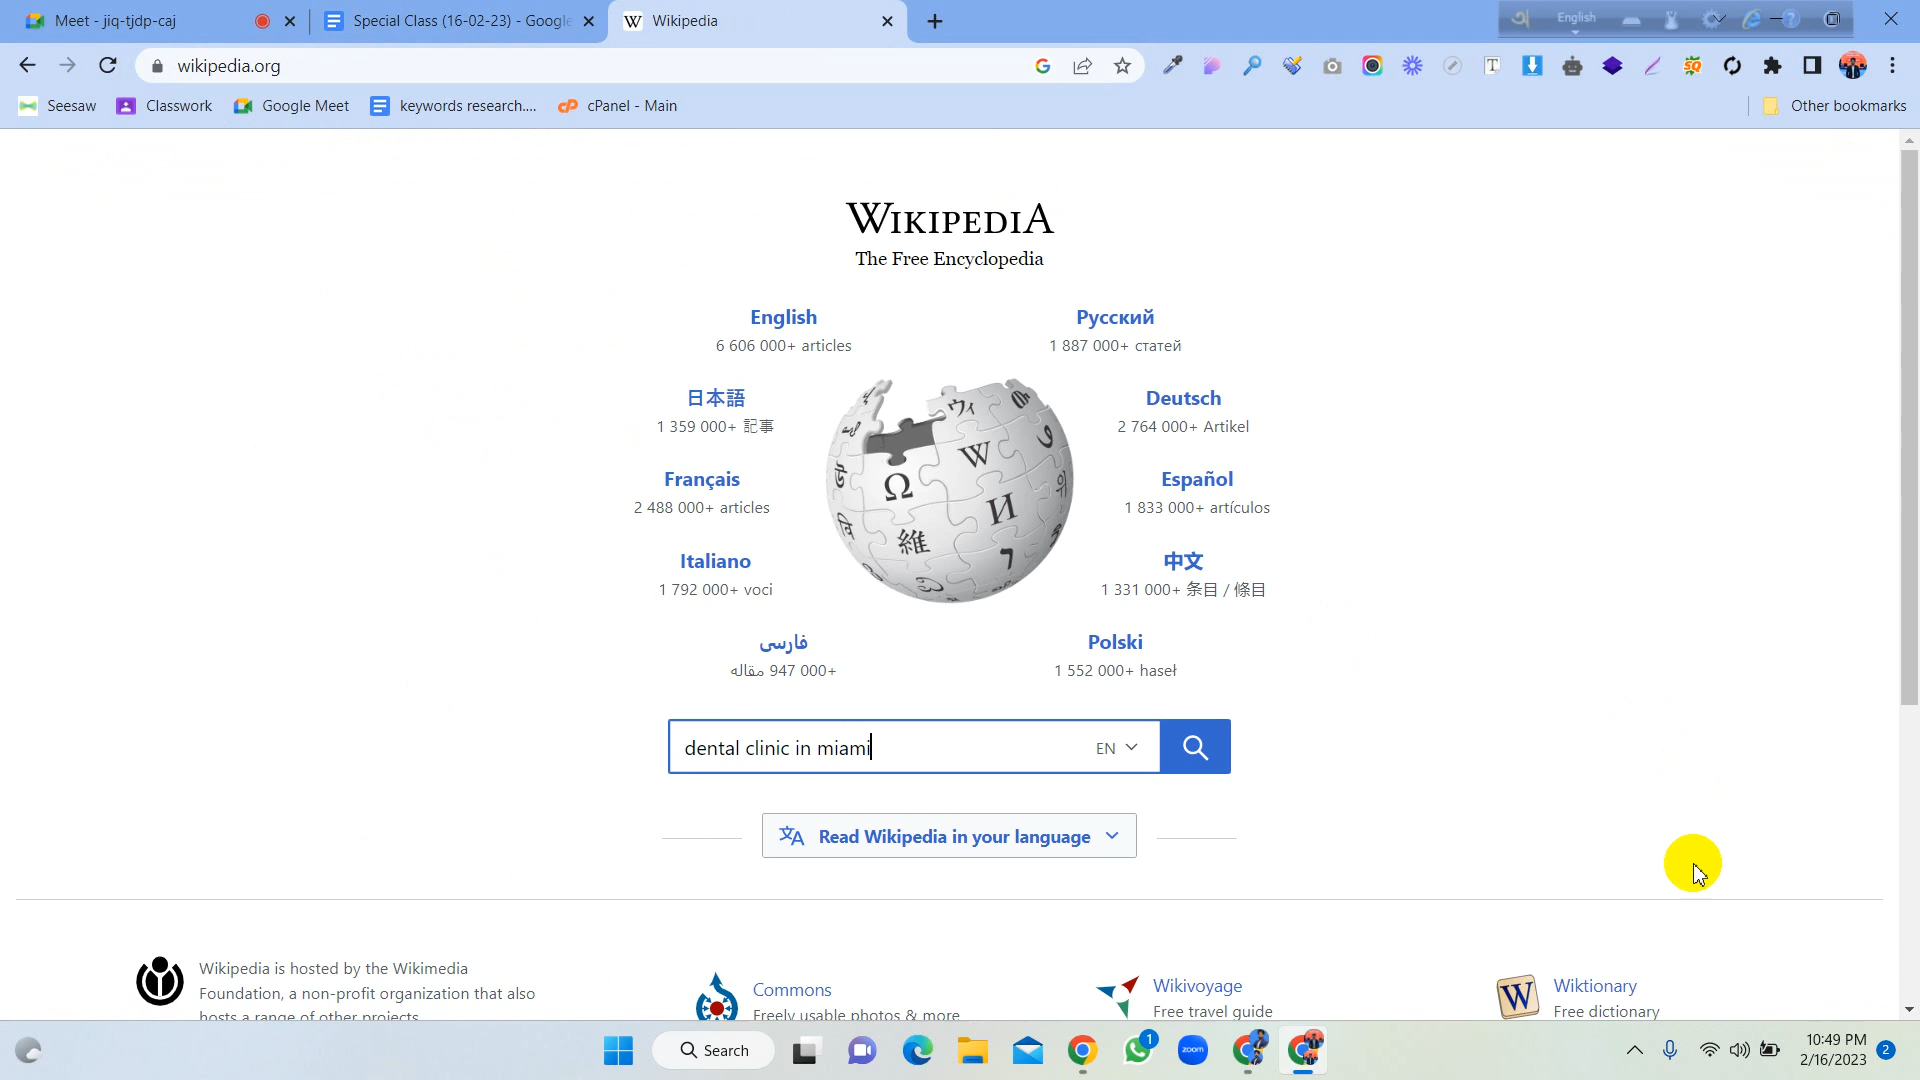 Meet - jiq-tjdp-caj
Special Class (16-02-23) - Google
Wikipedia
English
wikipedia.org
Seesaw
Classwork
Google Meet
keywords research....
cPanel - Main
Other bookmarks
WIKIPEDIA
The Free Encyclopedia
English
6 606 000+ articles
Русский
1 887 000+ статей
日本語
1 359 000+ 記事
Deutsch
2 764 000+ Artikel
Français
2 488 000+ articles
Español
1 833 000+ artículos
Italiano
1 792 000+ voci
中文
1 331 000+ 条目 / 條目
فارسی
947 000+ مقاله
Polski
1 552 000+ haseł
dental clinic in miami
EN
Read Wikipedia in your language
Wikipedia is hosted by the Wikimedia
Foundation, a non-profit organization that also
hosts a range of other projects.
Commons
Freely usable photos & more
Wikivoyage
Free travel guide
Wiktionary
Free dictionary
Search
1
zoom
10:49 PM
2/16/2023
2